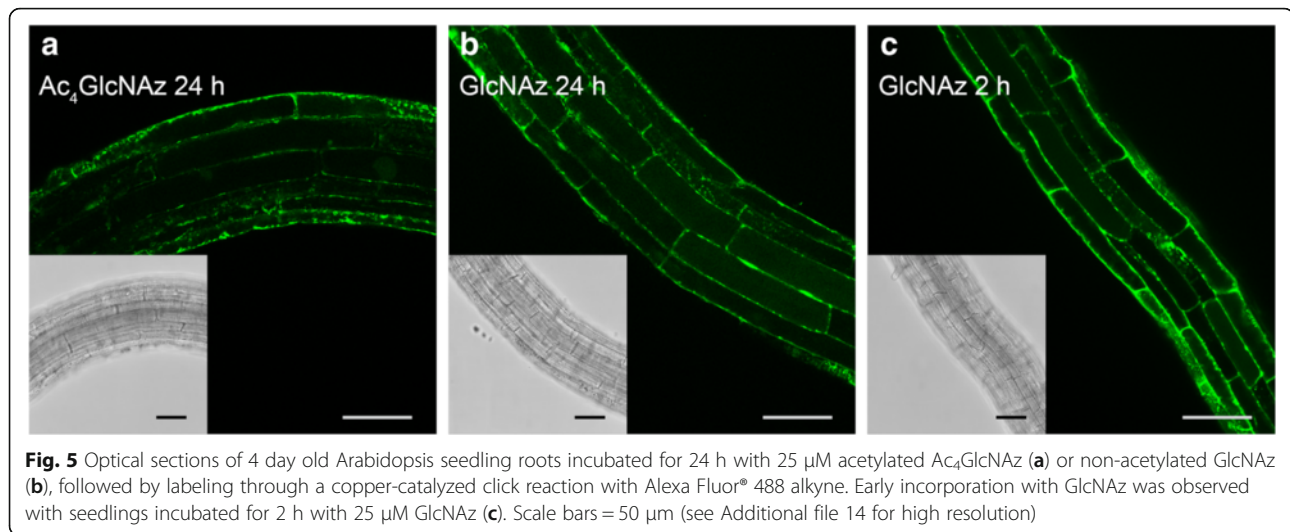 a
Ac₄GlcNAz 24 h
b
GlcNAz 24 h
c
GlcNAz 2 h
Fig. 5 Optical sections of 4 day old Arabidopsis seedling roots incubated for 24 h with 25 μM acetylated Ac₄GlcNAz (a) or non-acetylated GlcNAz
(b), followed by labeling through a copper-catalyzed click reaction with Alexa Fluor® 488 alkyne. Early incorporation with GlcNAz was observed
with seedlings incubated for 2 h with 25 μM GlcNAz (c). Scale bars = 50 μm (see Additional file 14 for high resolution)